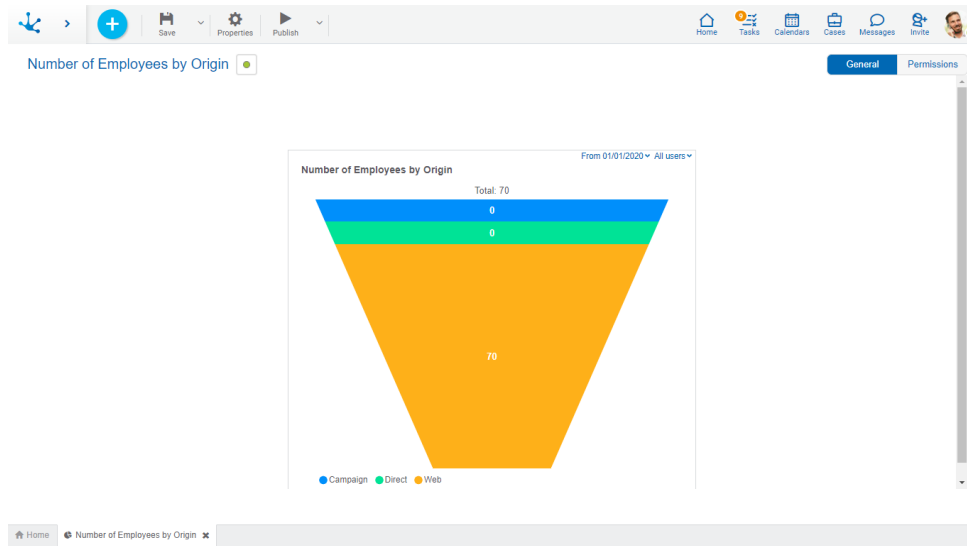 Save
Properties
Publish
Home
9
Tasks
Calendars
Cases
Messages
Invite
Number of Employees by Origin
General
Permissions
From 01/01/2020
All users
Number of Employees by Origin
Total: 70
0
0
70
Campaign
Direct
Web
Home
Number of Employees by Origin